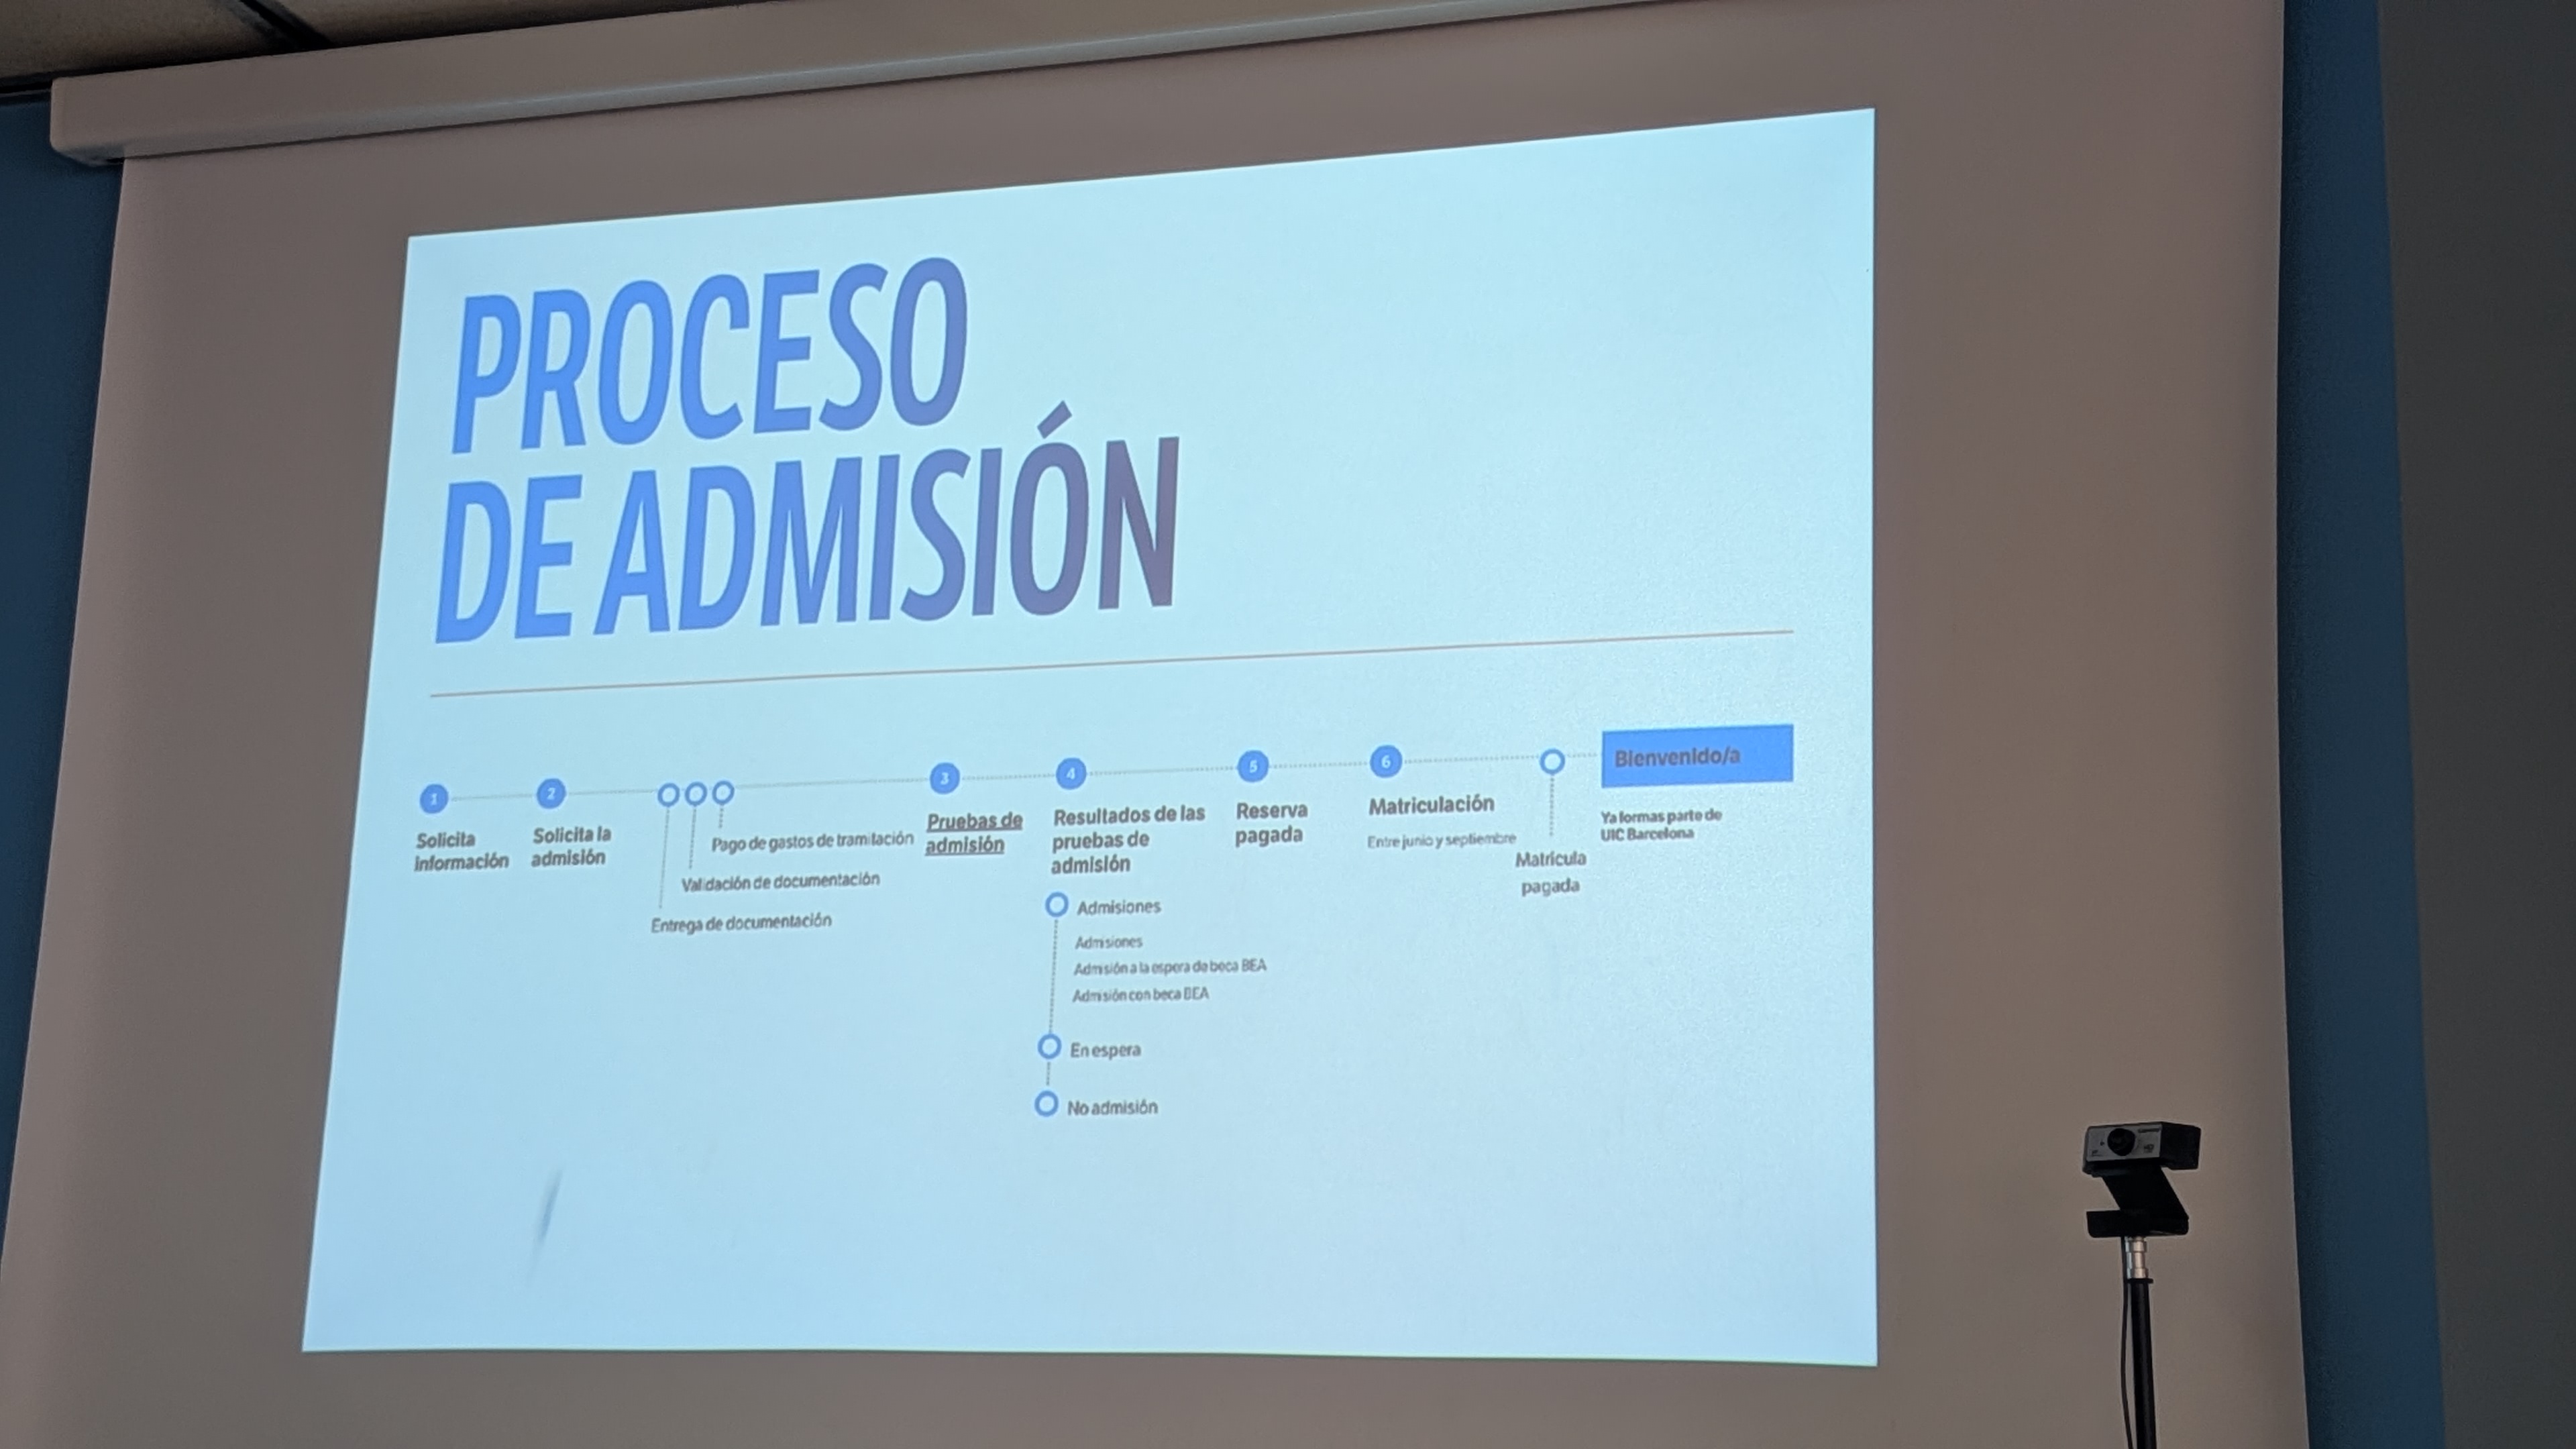 PROCESO
DE ADMISIÓN
1
Solicita
información
2
Solicita la
admisión
Pago de gastos de tramitación
Validación de documentación
Entrega de documentación
3
Pruebas de
admisión
4
Resultados de las
pruebas de
admisión
Admisiones
Admisiones
Admisión a la espera de beca BEA
Admisión con beca BEA
En espera
No admisión
5
Reserva
pagada
6
Matriculación
Entre junio y septiembre
Matrícula
pagada
Bienvenido/a
Ya formas parte de
UIC Barcelona